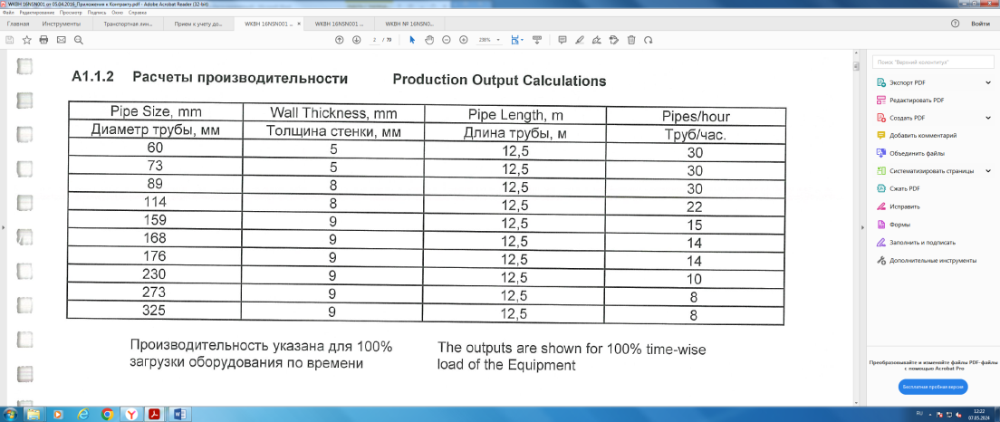 WKBH 16NSN001 от 05.04.2016_Приложения к Контракту.pdf - Adobe Acrobat Reader (32-bit)
Файл Редактирование Просмотр Подпись Окно Справка
Главная Инструменты Транспортная лин... Прием к учету до... WKBH 16NSN001 ... × WKBH 16NSN001 ... WKBH № 16NSN0... Войти
2 / 79 238%
A1.1.2 Расчеты производительности Production Output Calculations
Pipe Size, mm Wall Thickness, mm Pipe Length, m Pipes/hour
Диаметр трубы, мм Толщина стенки, мм Длина трубы, м Труб/час.
60 5 12,5 30
73 5 12,5 30
89 8 12,5 30
114 8 12,5 22
159 9 12,5 15
168 9 12,5 14
176 9 12,5 14
230 9 12,5 10
273 9 12,5 8
325 9 12,5 8
Производительность указана для 100%
загрузки оборудования по времени
The outputs are shown for 100% time-wise
load of the Equipment
Поиск "Верхний колонтитул"
Экспорт PDF
Редактировать PDF
Создать PDF
Добавить комментарий
Объединить файлы
Систематизировать страницы
Сжать PDF
Исправить
Формы
Заполнить и подписать
Дополнительные инструменты
Преобразовывайте и изменяйте файлы PDF-файлы
с помощью Acrobat Pro
Бесплатная пробная версия
RU
12:22
07.05.2024